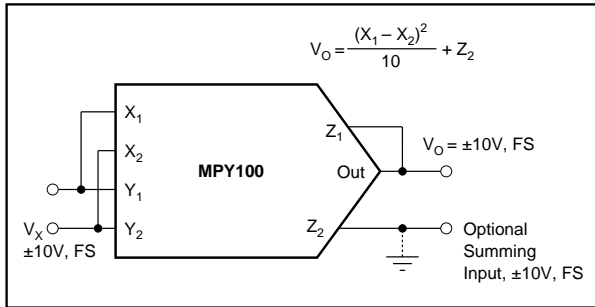 V_O = (X_1 – X_2)^2 / 10 + Z_2
X_1
X_2
Y_1
Y_2
MPY100
Z_1
Out
Z_2
V_X
±10V, FS
V_O = ±10V, FS
Optional
Summing
Input, ±10V, FS